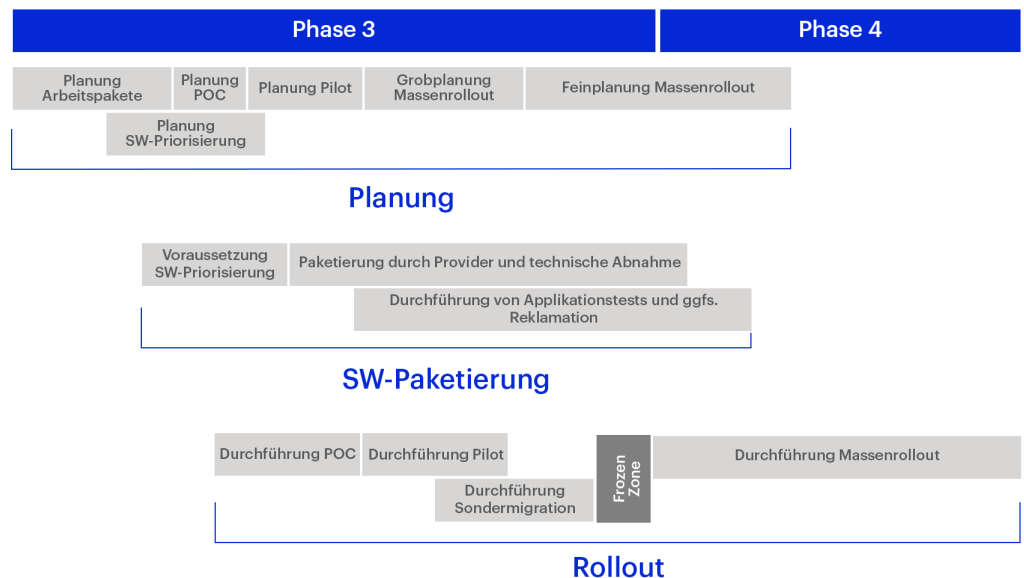 Phase 3
Phase 4
Planung
Arbeitspakete
Planung
POC
Planung Pilot
Grobplanung
Massenrollout
Feinplanung Massenrollout
Planung
SW-Priorisierung
Planung
Voraussetzung
SW-Priorisierung
Paketierung durch Provider und technische Abnahme
Durchführung von Applikationstests und ggfs.
Reklamation
SW-Paketierung
Durchführung POC
Durchführung Pilot
Frozen
Zone
Durchführung Massenrollout
Durchführung
Sondermigration
Rollout